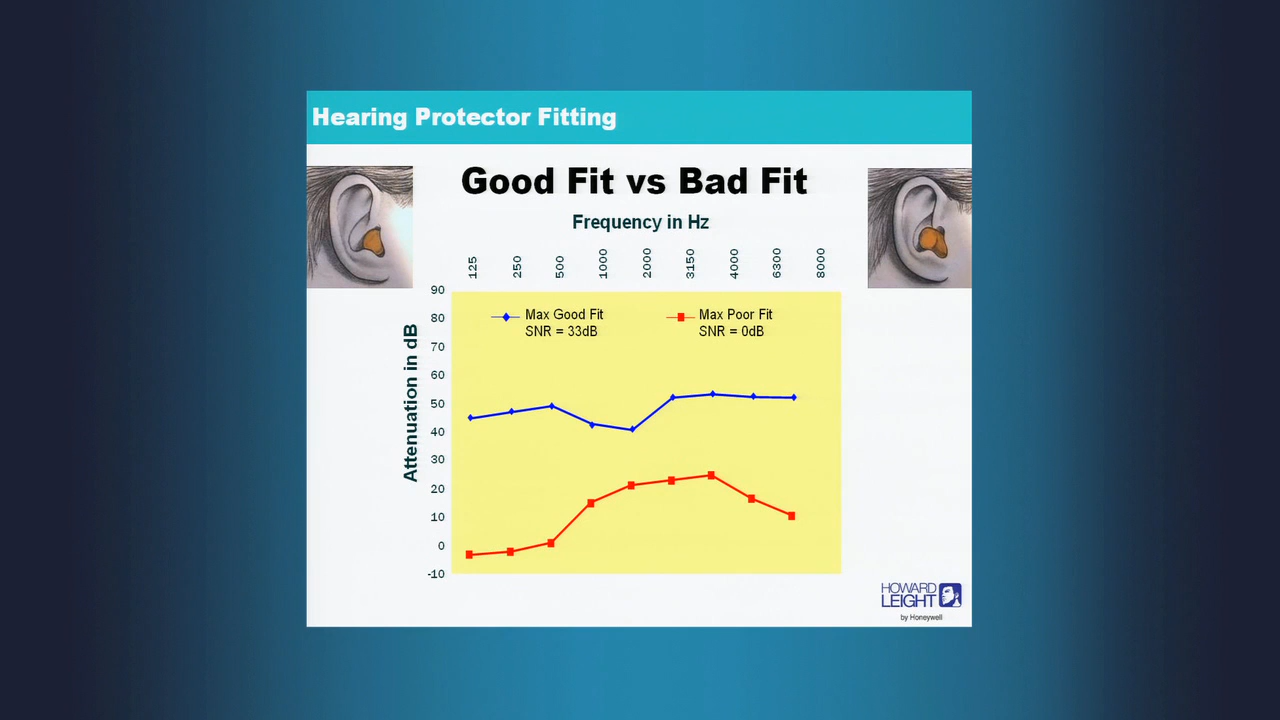 Hearing Protector Fitting
Good Fit vs Bad Fit
Frequency in Hz
125 250 500 1000 2000 3150 4000 6300 8000
Attenuation in dB
90
80
70
60
50
40
30
20
10
0
-10
Max Good Fit
SNR = 33dB
Max Poor Fit
SNR = 0dB
HOWARD
LEIGHT
by Honeywell